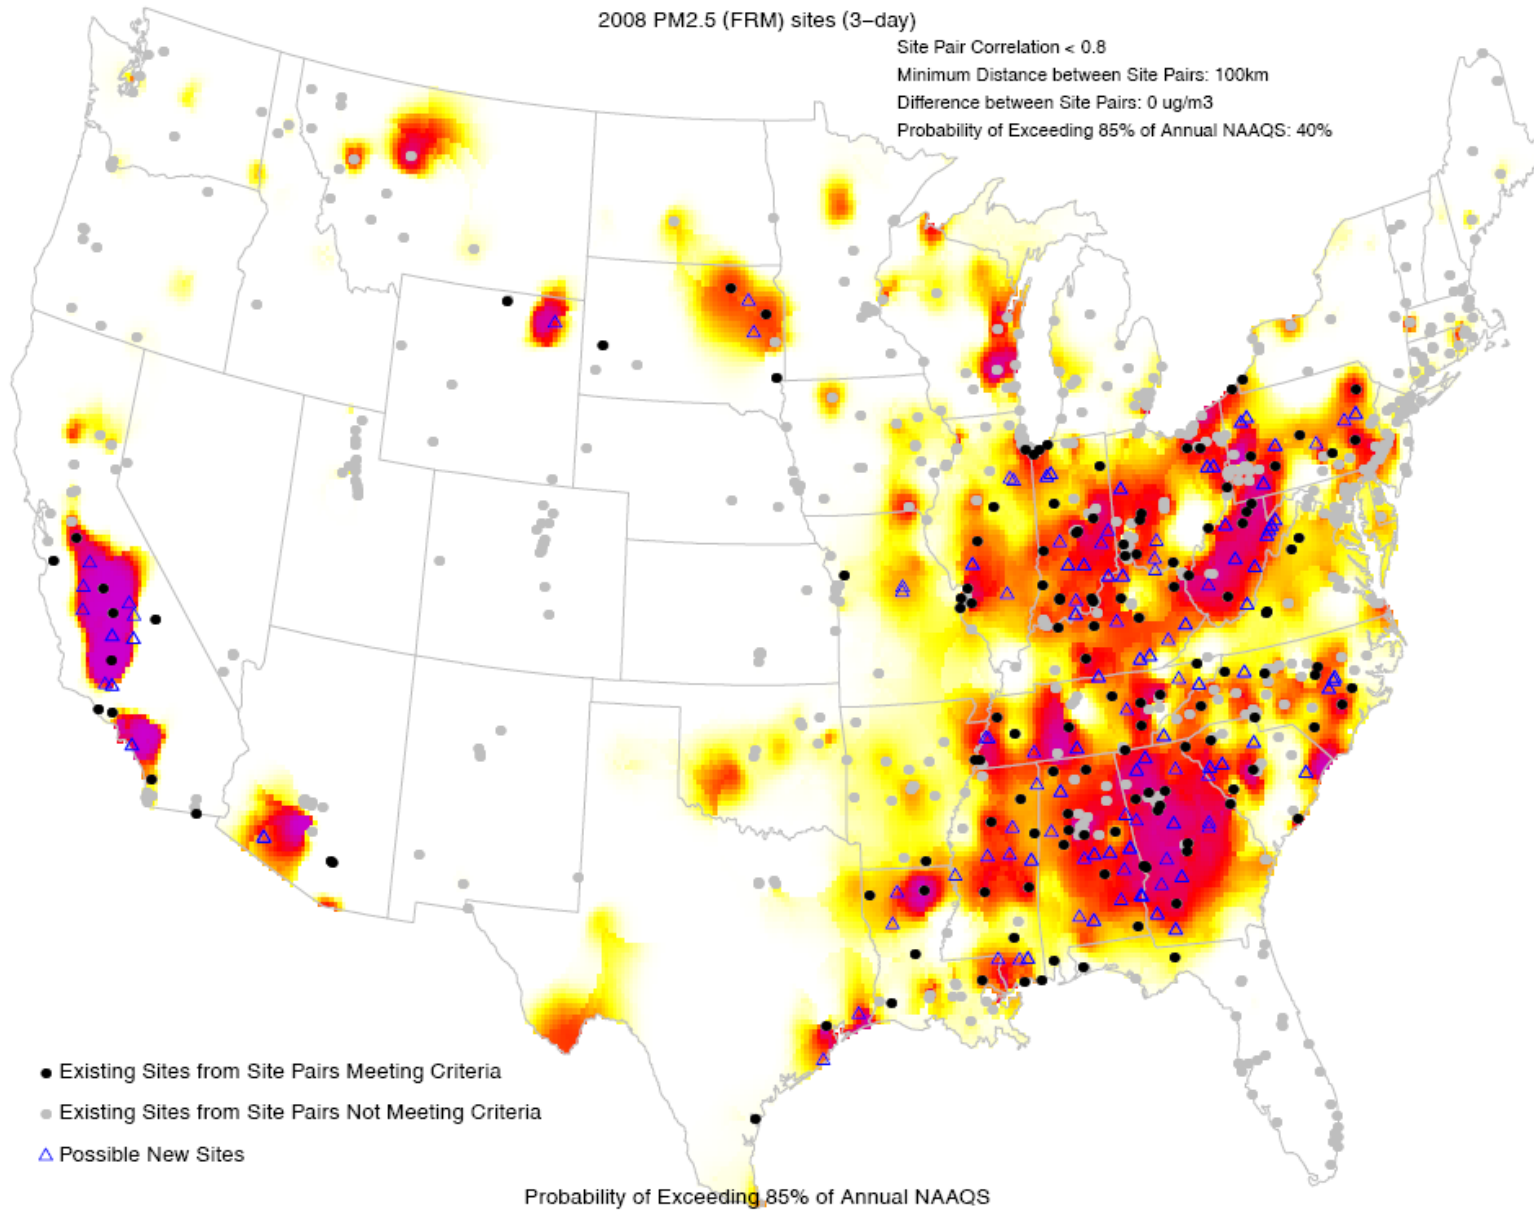 2008 PM2.5 (FRM) sites (3−day)
Site Pair Correlation < 0.8
Minimum Distance between Site Pairs: 100km
Difference between Site Pairs: 0 ug/m3
Probability of Exceeding 85% of Annual NAAQS: 40%
Existing Sites from Site Pairs Meeting Criteria
Existing Sites from Site Pairs Not Meeting Criteria
Possible New Sites
Probability of Exceeding 85% of Annual NAAQS